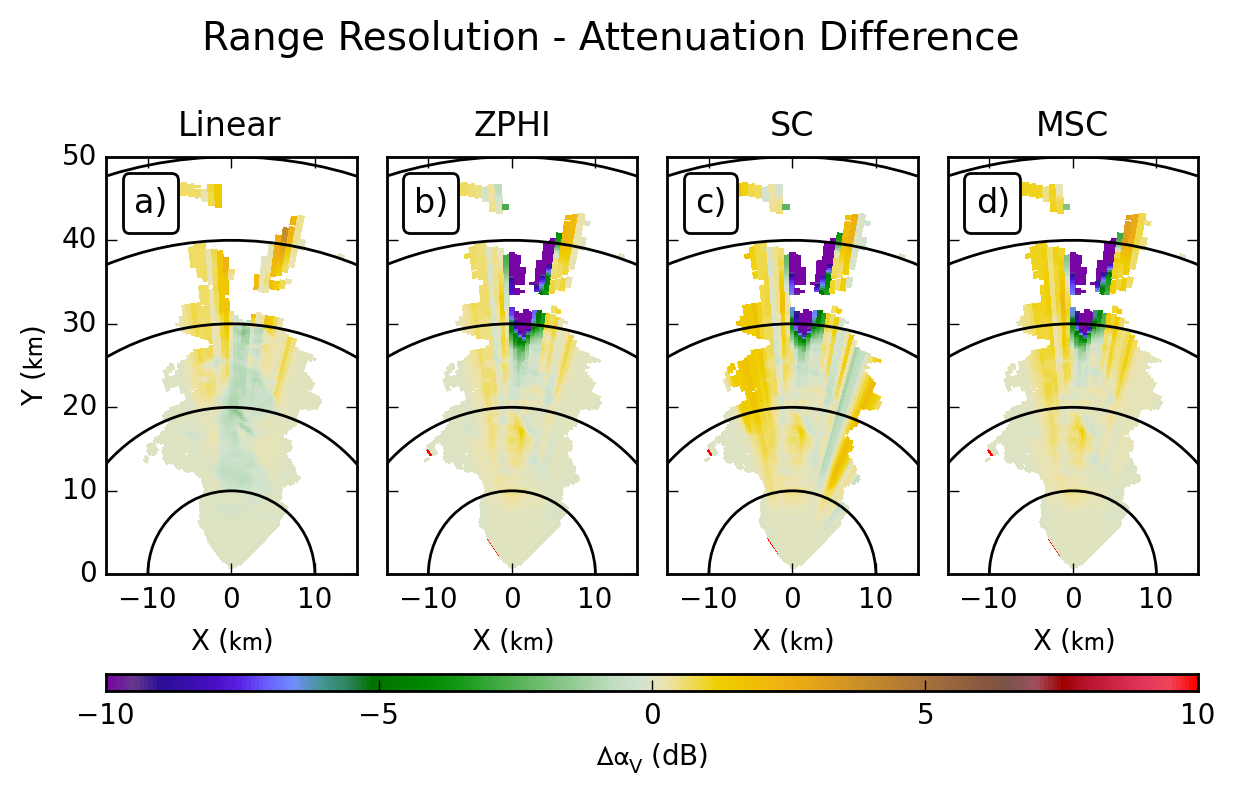 Range Resolution - Attenuation Difference
Linear ZPHI SC MSC
a) b) c) d)
50
40
30
20
10
0
Y (km)
−10 0 10 −10 0 10 −10 0 10 −10 0 10
X (km) X (km) X (km) X (km)
−10 −5 0 5 10
Δα_V (dB)